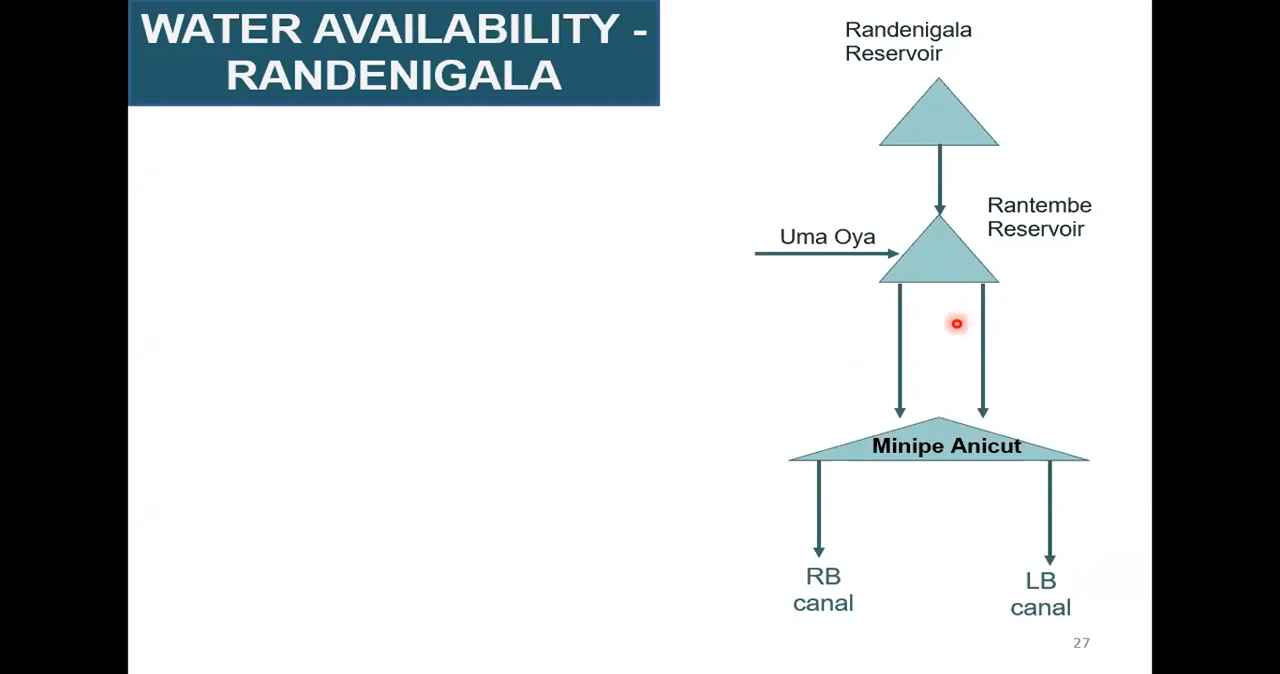 WATER AVAILABILITY -
RANDENIGALA
Randenigala
Reservoir
Rantembe
Reservoir
Uma Oya
Minipe Anicut
RB
canal
LB
canal
27